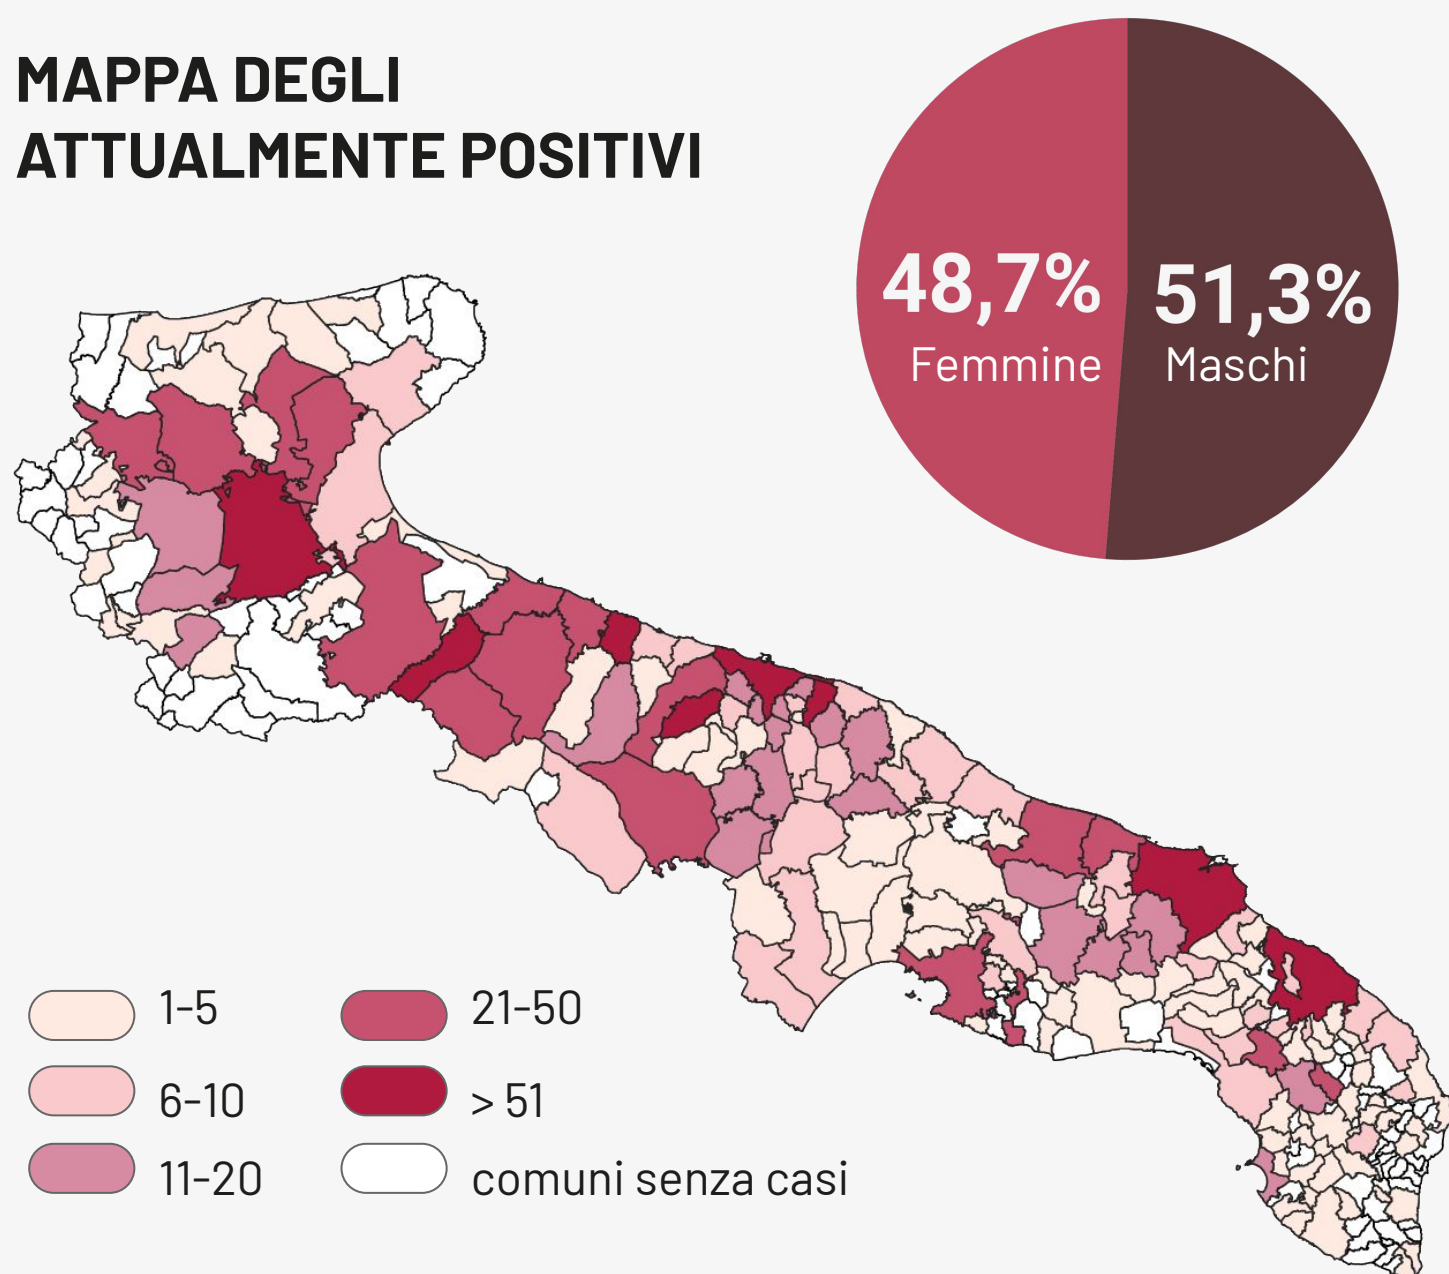 MAPPA DEGLI
ATTUALMENTE POSITIVI
48,7%
Femmine
51,3%
Maschi
1-5
6-10
11-20
21-50
> 51
comuni senza casi